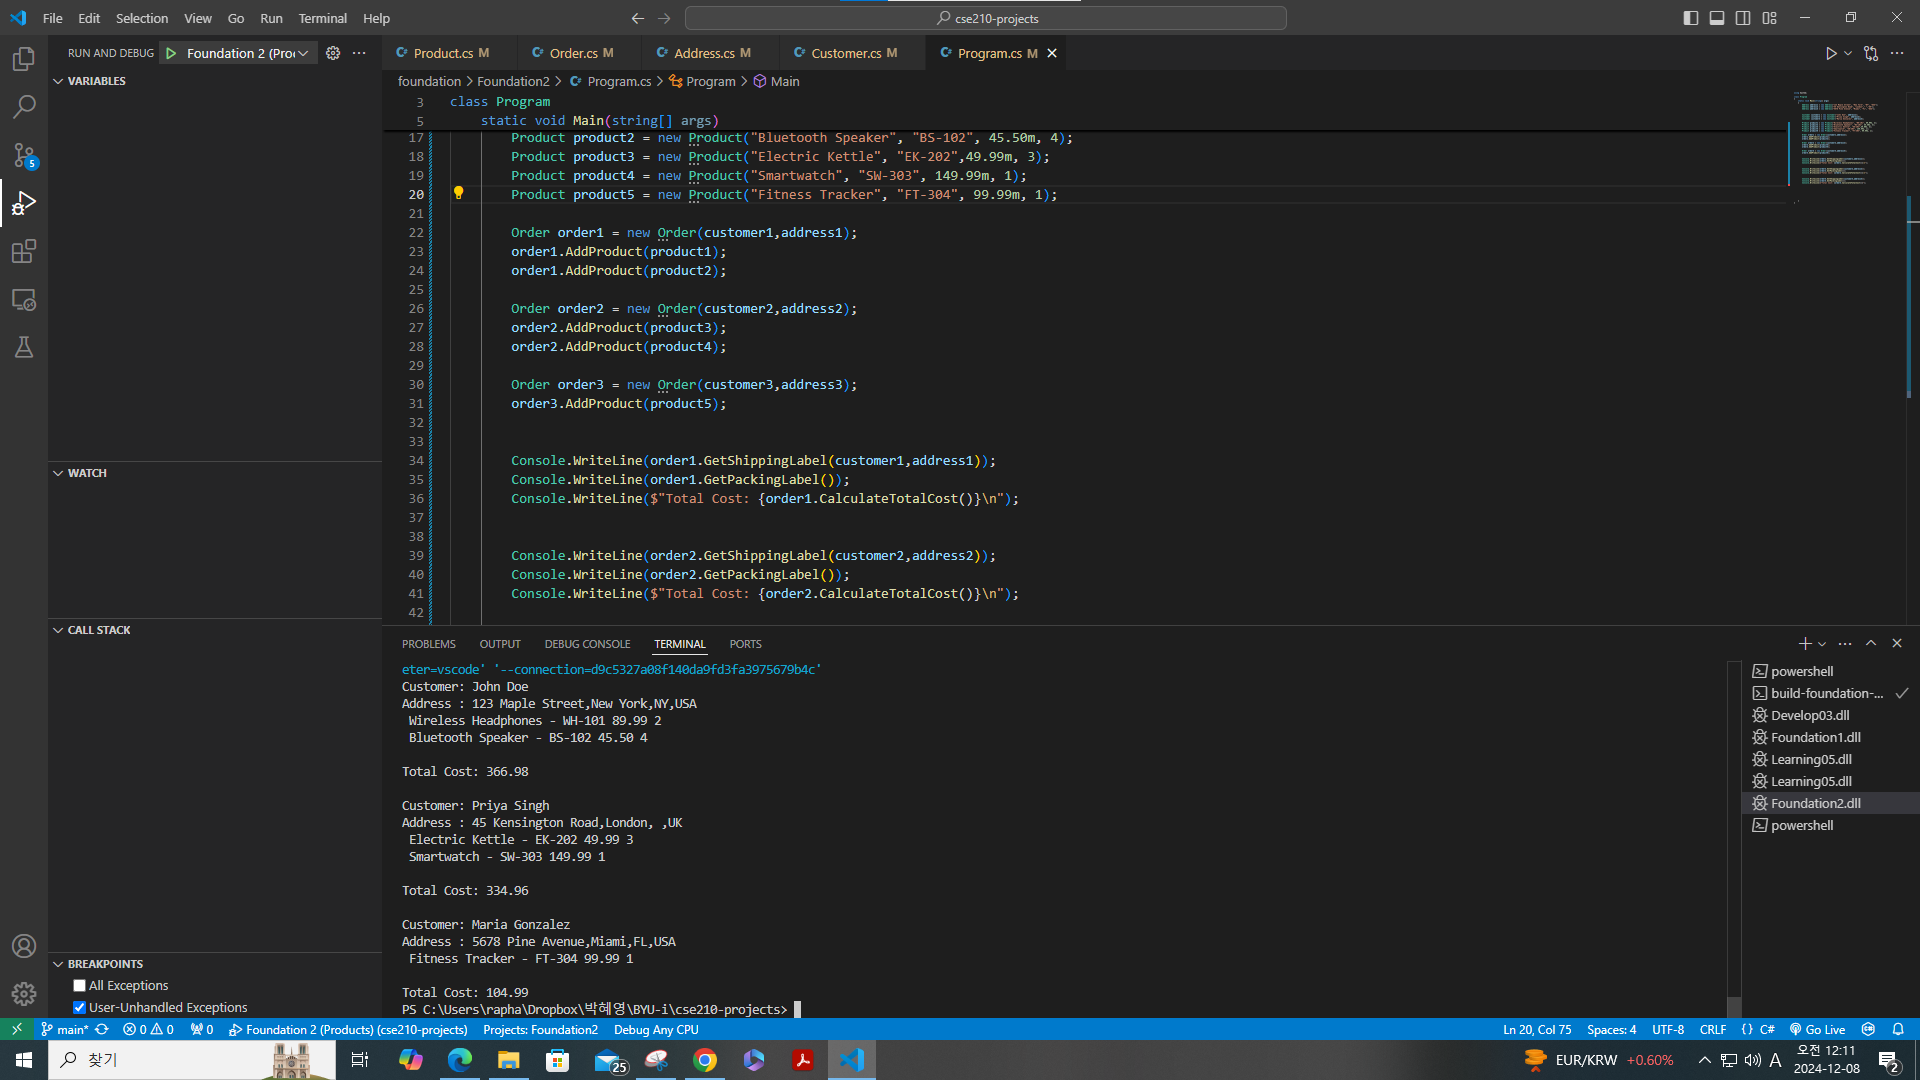 File Edit Selection View Go Run Terminal Help
cse210-projects
RUN AND DEBUG Foundation 2 (Proc
Product.cs M Order.cs M Address.cs M Customer.cs M Program.cs M
foundation > Foundation2 > Program.cs > Program > Main
VARIABLES
3 class Program
5 static void Main(string[] args)
17 Product product2 = new Product("Bluetooth Speaker", "BS-102", 45.50m, 4);
18 Product product3 = new Product("Electric Kettle", "EK-202",49.99m, 3);
19 Product product4 = new Product("Smartwatch", "SW-303", 149.99m, 1);
20 Product product5 = new Product("Fitness Tracker", "FT-304", 99.99m, 1);
21
22 Order order1 = new Order(customer1,address1);
23 order1.AddProduct(product1);
24 order1.AddProduct(product2);
25
26 Order order2 = new Order(customer2,address2);
27 order2.AddProduct(product3);
28 order2.AddProduct(product4);
29
30 Order order3 = new Order(customer3,address3);
31 order3.AddProduct(product5);
32
33
34 Console.WriteLine(order1.GetShippingLabel(customer1,address1));
35 Console.WriteLine(order1.GetPackingLabel());
36 Console.WriteLine($"Total Cost: {order1.CalculateTotalCost()}\n");
37
38
39 Console.WriteLine(order2.GetShippingLabel(customer2,address2));
40 Console.WriteLine(order2.GetPackingLabel());
41 Console.WriteLine($"Total Cost: {order2.CalculateTotalCost()}\n");
42
WATCH
CALL STACK
BREAKPOINTS
All Exceptions
User-Unhandled Exceptions
PROBLEMS OUTPUT DEBUG CONSOLE TERMINAL PORTS
eter=vscode' '--connection=d9c5327a08f140da9fd3fa3975679b4c'
Customer: John Doe
Address : 123 Maple Street,New York,NY,USA
Wireless Headphones - WH-101 89.99 2
Bluetooth Speaker - BS-102 45.50 4
Total Cost: 366.98
Customer: Priya Singh
Address : 45 Kensington Road,London, ,UK
Electric Kettle - EK-202 49.99 3
Smartwatch - SW-303 149.99 1
Total Cost: 334.96
Customer: Maria Gonzalez
Address : 5678 Pine Avenue,Miami,FL,USA
Fitness Tracker - FT-304 99.99 1
Total Cost: 104.99
PS C:\Users\rapha\Dropbox\박혜영\BYU-i\cse210-projects>
powershell
build-foundation-...
Develop03.dll
Foundation1.dll
Learning05.dll
Learning05.dll
Foundation2.dll
powershell
5
main* 0 0 0 Foundation 2 (Products) (cse210-projects) Projects: Foundation2 Debug Any CPU
Ln 20, Col 75 Spaces: 4 UTF-8 CRLF {} C# Go Live
찾기
25
EUR/KRW +0.60%
A
오전 12:11
2024-12-08
2